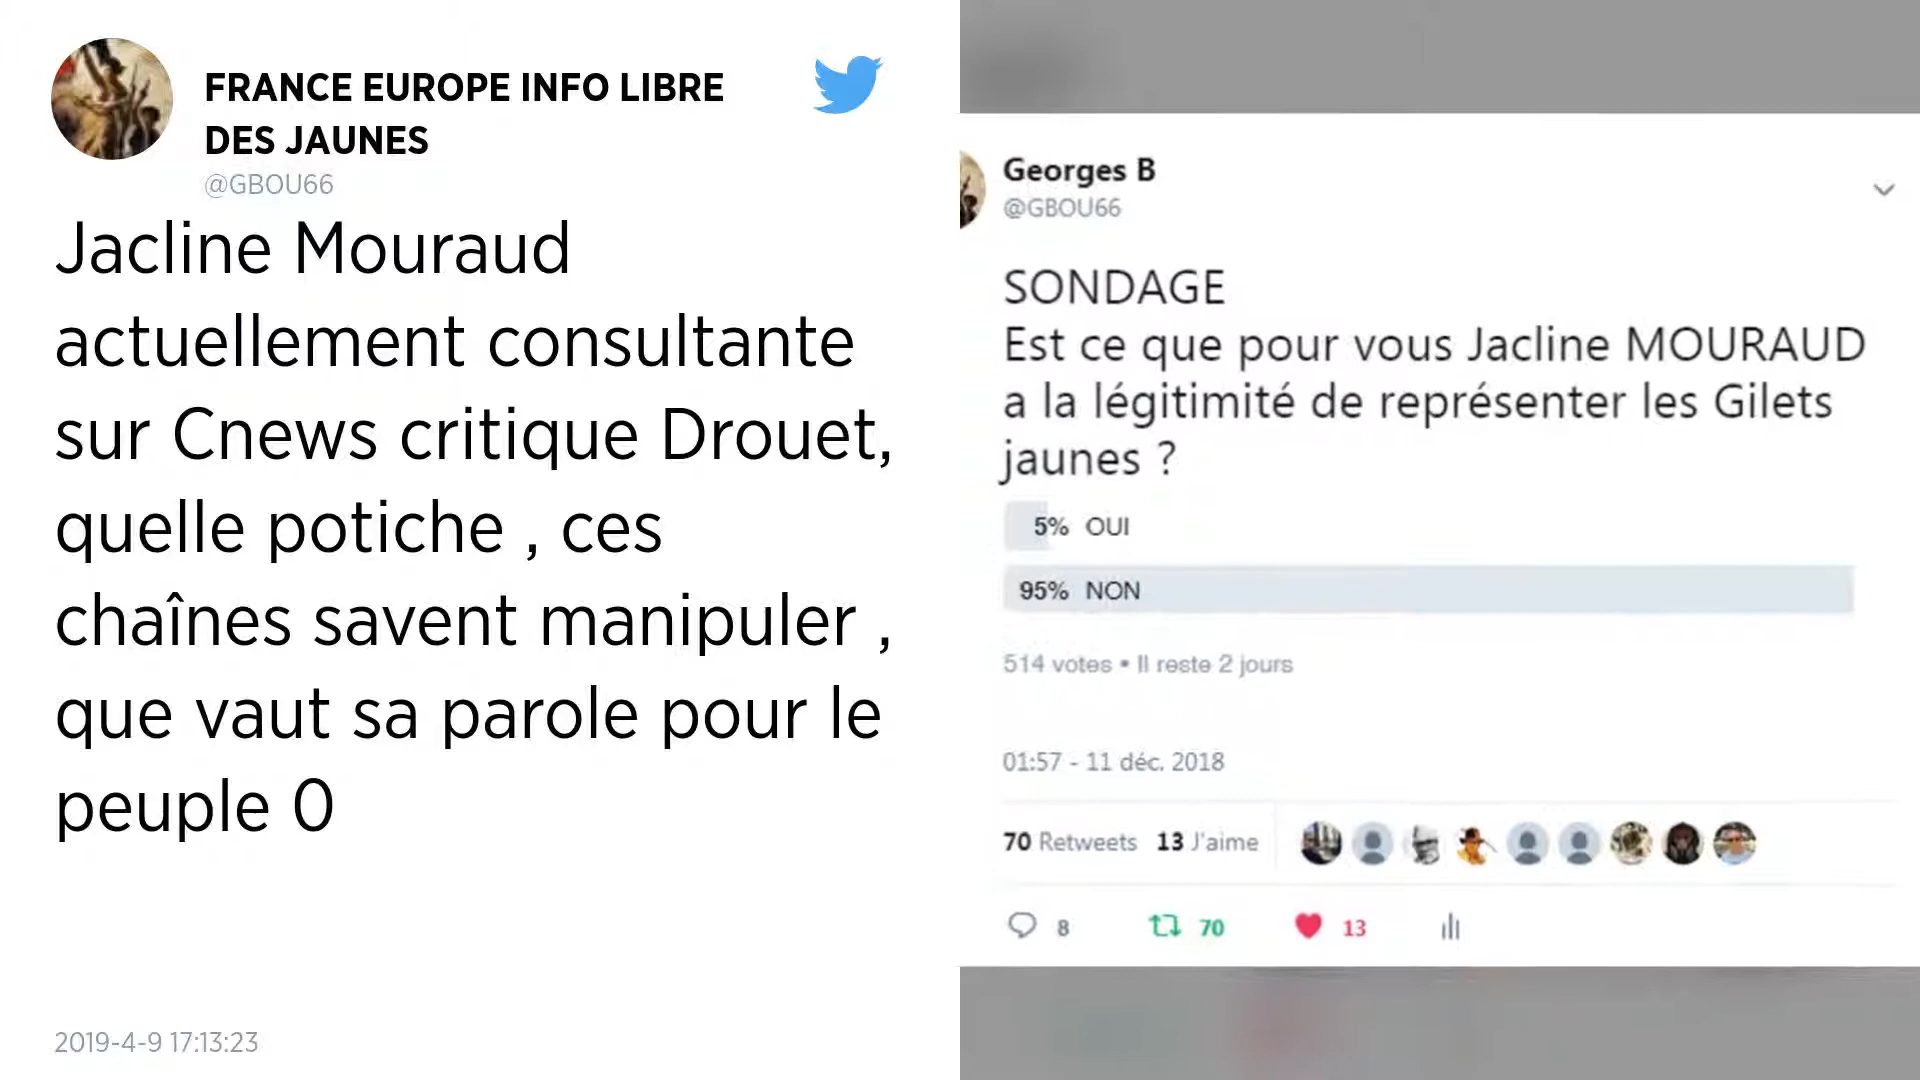 FRANCE EUROPE INFO LIBRE
DES JAUNES
@GBOU66
Jacline Mouraud
actuellement consultante
sur Cnews critique Drouet,
quelle potiche , ces
chaînes savent manipuler ,
que vaut sa parole pour le
peuple 0
2019-4-9 17:13:23
Georges B
@GBOU66
SONDAGE
Est ce que pour vous Jacline MOURAUD
a la légitimité de représenter les Gilets
jaunes ?
5% OUI
95% NON
514 votes • Il reste 2 jours
01:57 - 11 déc. 2018
70 Retweets 13 J'aime
8 70 13